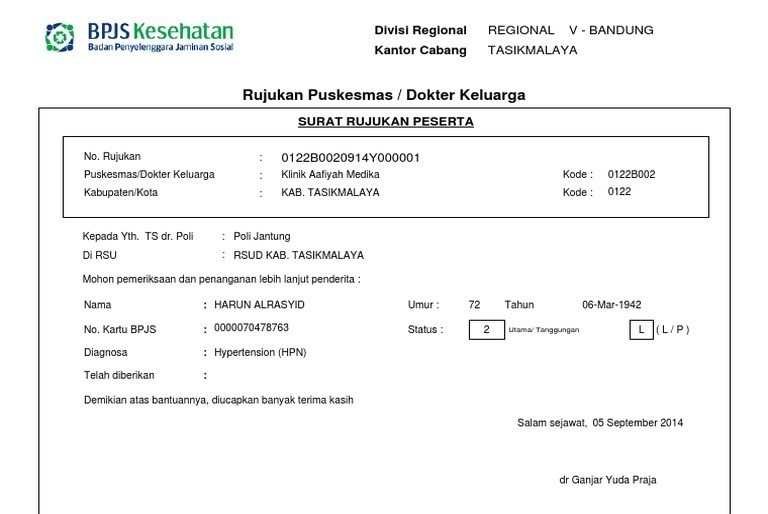 BPJS Kesehatan
Badan Penyelenggara Jaminan Sosial
Divisi Regional REGIONAL V - BANDUNG
Kantor Cabang TASIKMALAYA
Rujukan Puskesmas / Dokter Keluarga
SURAT RUJUKAN PESERTA
No. Rujukan : 0122B0020914Y000001
Puskesmas/Dokter Keluarga : Klinik Aafiyah Medika Kode : 0122B002
Kabupaten/Kota : KAB. TASIKMALAYA Kode : 0122
Kepada Yth. TS dr. Poli : Poli Jantung
Di RSU : RSUD KAB. TASIKMALAYA
Mohon pemeriksaan dan penanganan lebih lanjut penderita :
Nama : HARUN ALRASYID Umur : 72 Tahun 06-Mar-1942
No. Kartu BPJS : 0000070478763 Status : 2 Utama/ Tanggungan L ( L / P )
Diagnosa : Hypertension (HPN)
Telah diberikan :
Demikian atas bantuannya, diucapkan banyak terima kasih
Salam sejawat, 05 September 2014
dr Ganjar Yuda Praja